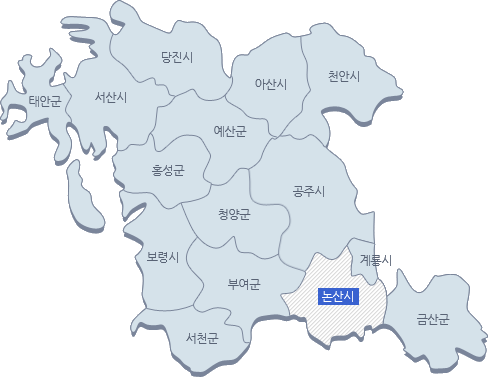 당진시
아산시
천안시
태안군
서산시
예산군
홍성군
공주시
청양군
보령시
계룡시
부여군
논산시
금산군
서천군